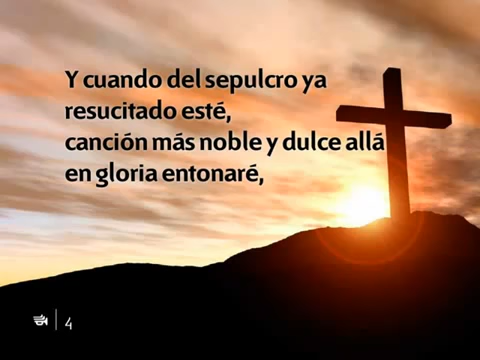 Y cuando del sepulcro ya
resucitado esté,
canción más noble y dulce allá
en gloria entonaré,
4